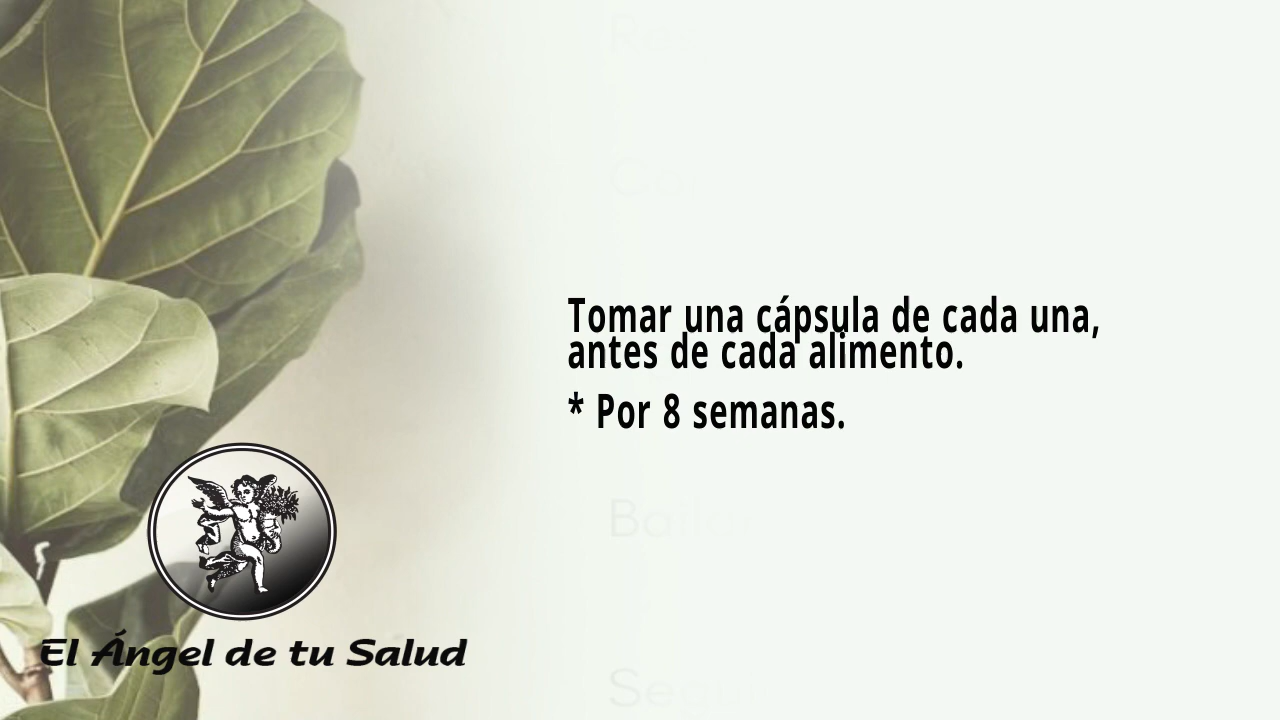 Tomar una cápsula de cada una,
antes de cada alimento.
* Por 8 semanas.
El Ángel de tu Salud